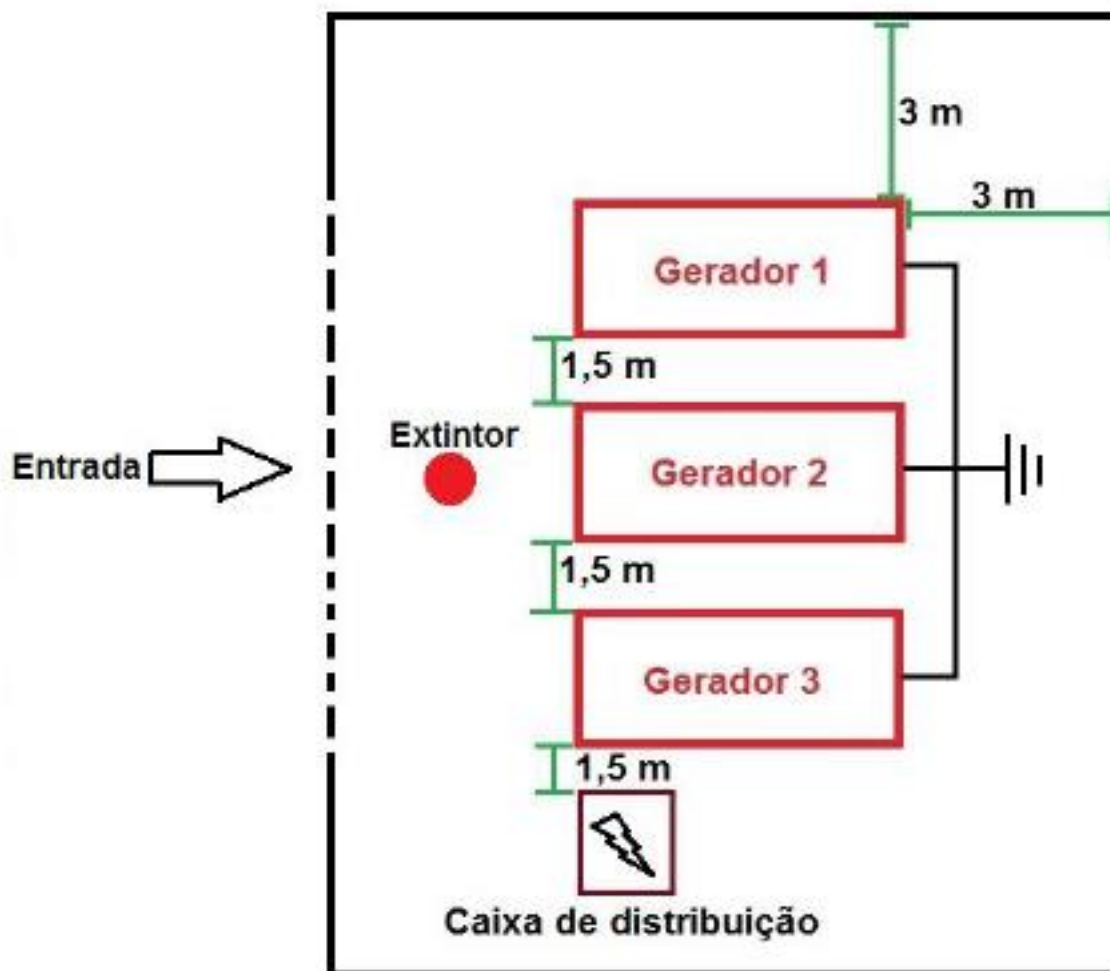 3 m
3 m
Gerador 1
1,5 m
Extintor
Entrada
Gerador 2
1,5 m
Gerador 3
1,5 m
Caixa de distribuição